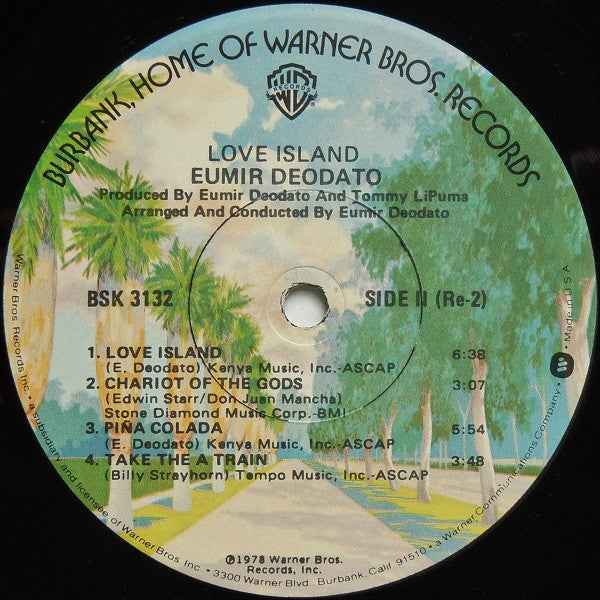 BURBANK, HOME OF WARNER BROS. RECORDS
WB
RECORDS
LOVE ISLAND
EUMIR DEODATO
Produced By Eumir Deodato And Tommy LiPuma
Arranged And Conducted By Eumir Deodato
BSK 3132 SIDE II (Re-2)
1. LOVE ISLAND 6:38
(E. Deodato) Kenya Music, Inc.-ASCAP
2. CHARIOT OF THE GODS 3:07
(Edwin Starr/Don Juan Mancha)
Stone Diamond Music Corp.-BMI
3. PIÑA COLADA 6:54
(E. Deodato) Kenya Music, Inc.-ASCAP
4. TAKE THE A TRAIN 3:48
(Billy Strayhorn) Tempo Music, Inc.-ASCAP
℗1978 Warner Bros.
Records, Inc.
Warner Bros. Records Inc. • a subsidiary and licensee of Warner Bros. Inc. • 3300 Warner Blvd., Burbank, Calif. 91510 • a Warner Communications Company • Made in U.S.A.